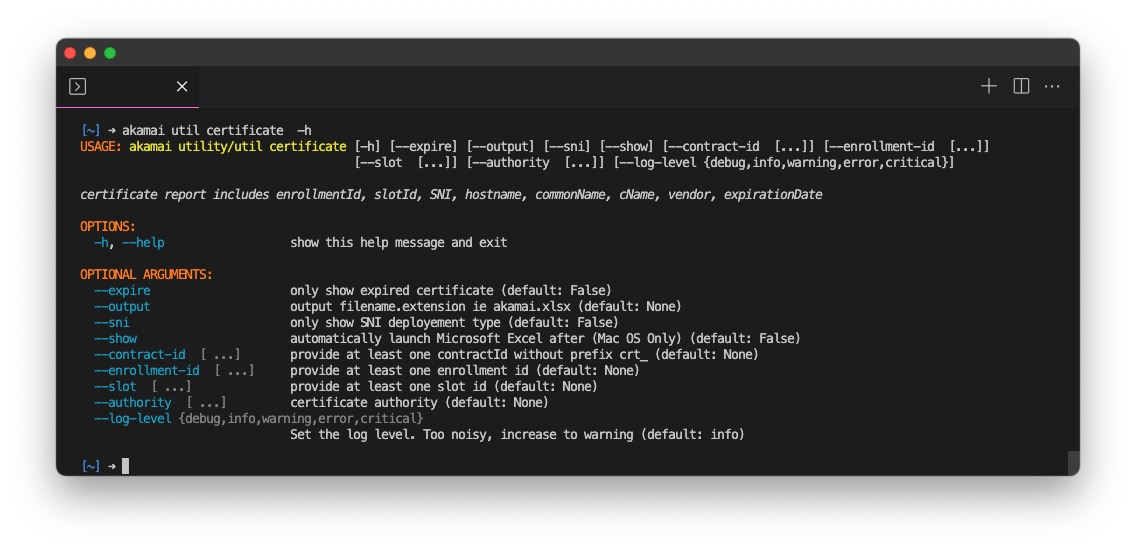 [~] ➜ akamai util certificate  -h
USAGE: akamai utility/util certificate [-h] [--expire] [--output] [--sni] [--show] [--contract-id  [...]] [--enrollment-id  [...]]
[--slot  [...]] [--authority  [...]] [--log-level {debug,info,warning,error,critical}]
certificate report includes enrollmentId, slotId, SNI, hostname, commonName, cName, vendor, expirationDate
OPTIONS:
-h, --help show this help message and exit
OPTIONAL ARGUMENTS:
--expire only show expired certificate (default: False)
--output output filename.extension ie akamai.xlsx (default: None)
--sni only show SNI deployement type (default: False)
--show automatically launch Microsoft Excel after (Mac OS Only) (default: False)
--contract-id  [ ...] provide at least one contractId without prefix crt_ (default: None)
--enrollment-id  [ ...] provide at least one enrollment id (default: None)
--slot  [ ...] provide at least one slot id (default: None)
--authority  [ ...] certificate authority (default: None)
--log-level {debug,info,warning,error,critical}
Set the log level. Too noisy, increase to warning (default: info)
[~] ➜